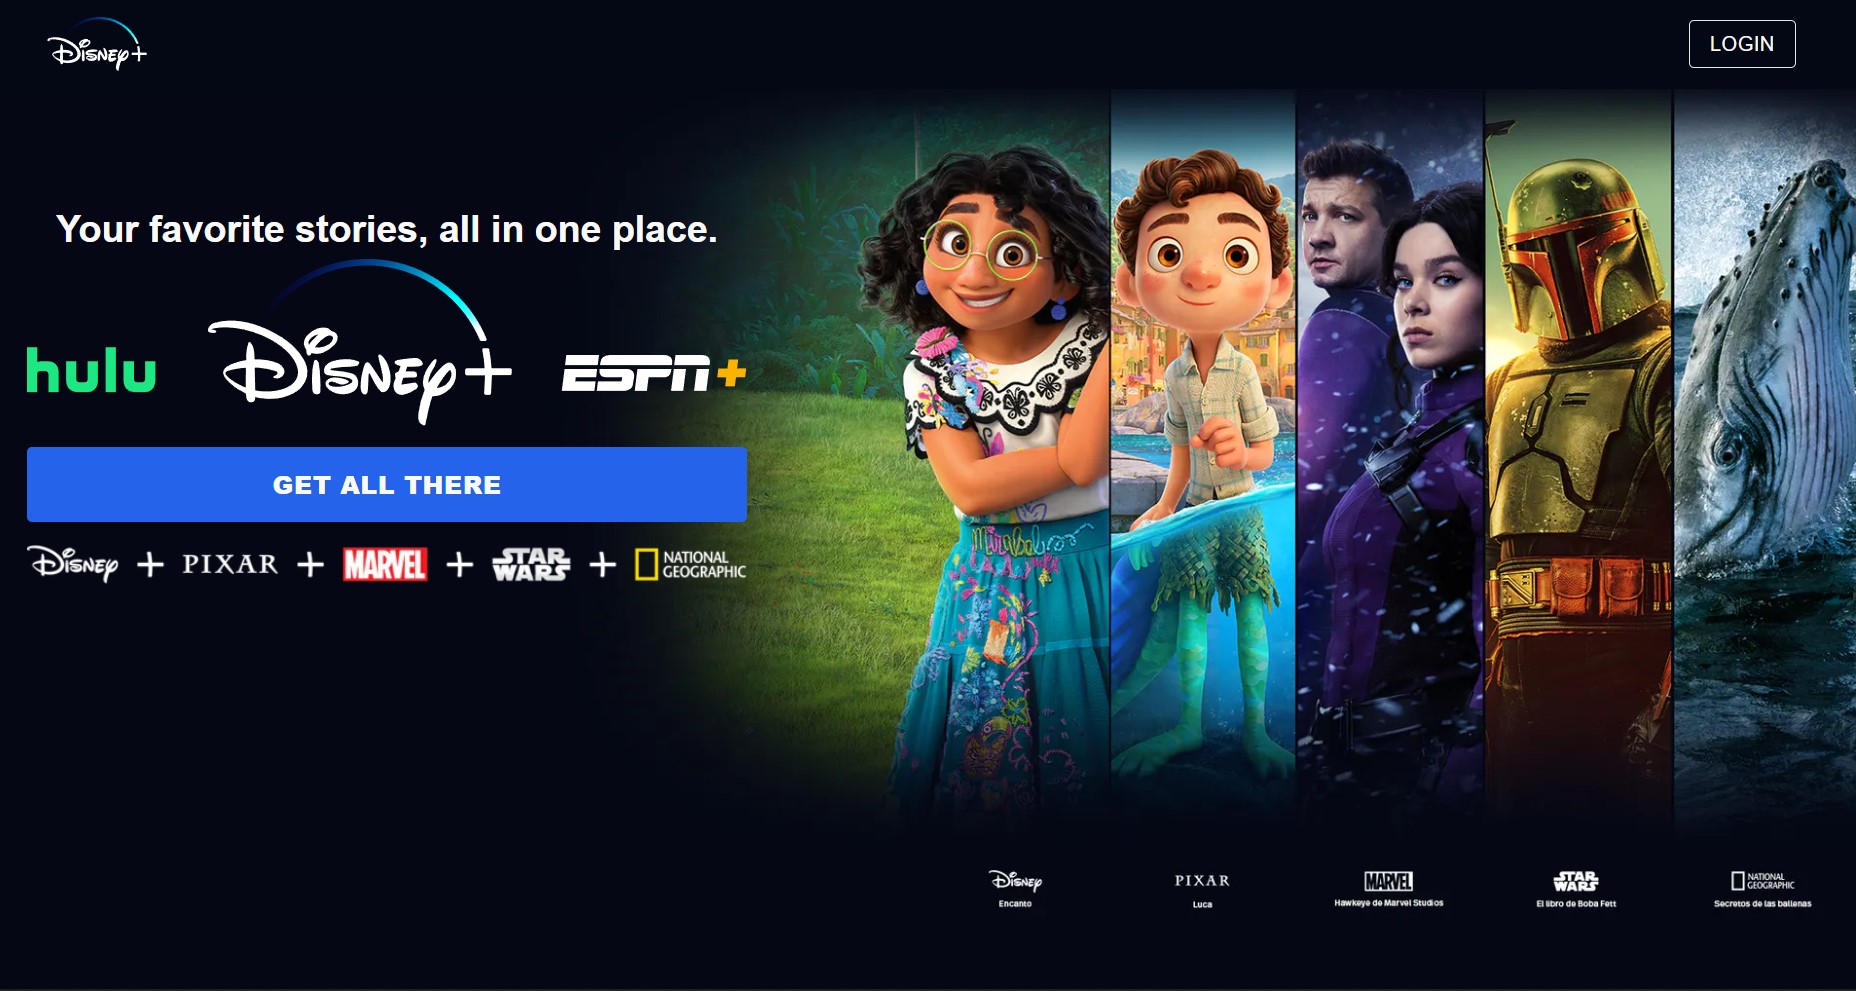 Disney+
LOGIN
Your favorite stories, all in one place.
hulu
Disney+
ESPN+
GET ALL THERE
Disney + PIXAR + MARVEL + STAR WARS + NATIONAL GEOGRAPHIC
Mirabel
Disney
Encanto
PIXAR
Luca
MARVEL
Hawkeye de Marvel Studios
STAR WARS
El libro de Boba Fett
NATIONAL GEOGRAPHIC
Secretos de las ballenas